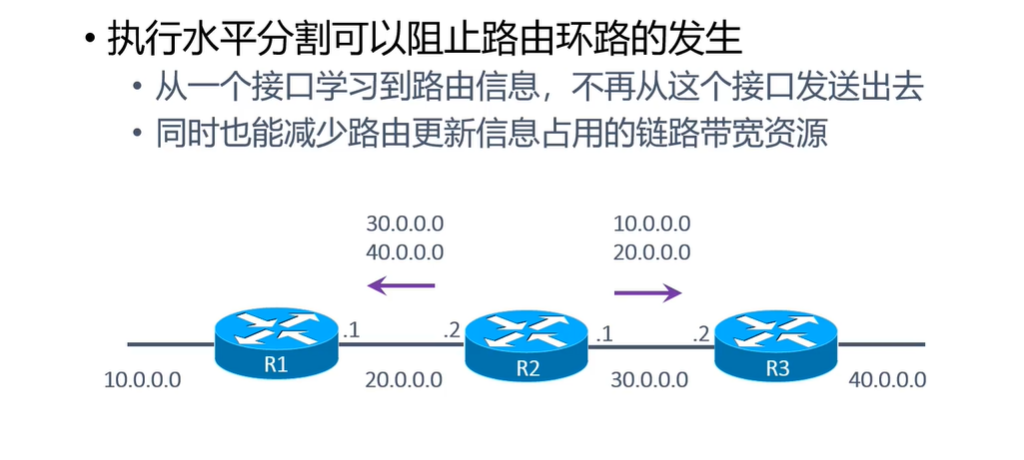 • 执行水平分割可以阻止路由环路的发生
• 从一个接口学习到路由信息，不再从这个接口发送出去
• 同时也能减少路由更新信息占用的链路带宽资源
30.0.0.0 10.0.0.0
40.0.0.0 20.0.0.0
.1 .2 .1 .2
R1 R2 R3
10.0.0.0 20.0.0.0 30.0.0.0 40.0.0.0